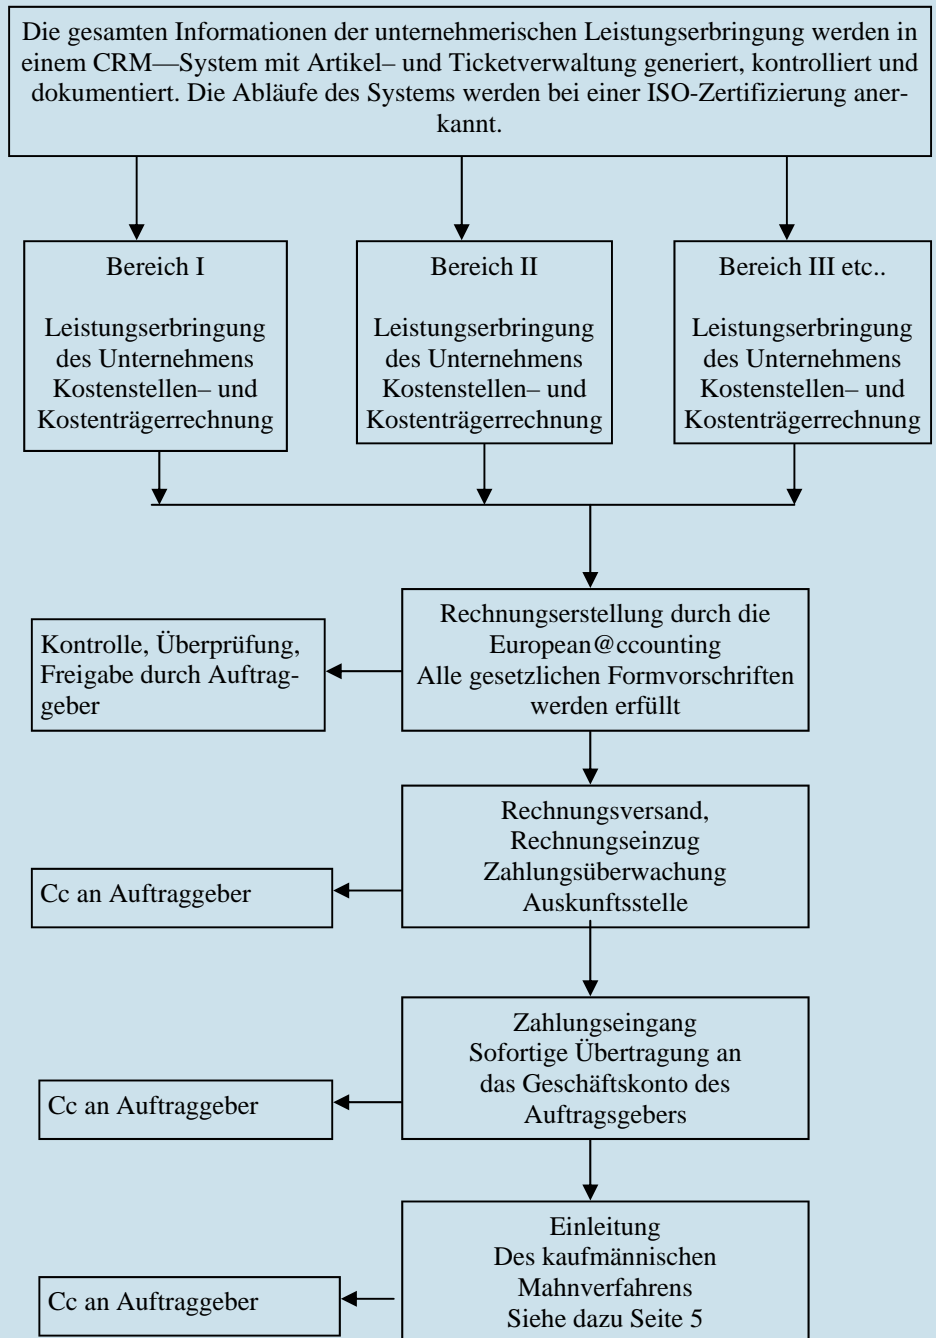 Die gesamten Informationen der unternehmerischen Leistungserbringung werden in
einem CRM—System mit Artikel– und Ticketverwaltung generiert, kontrolliert und
dokumentiert. Die Abläufe des Systems werden bei einer ISO-Zertifizierung aner-
kannt.
Bereich I
Leistungserbringung
des Unternehmens
Kostenstellen– und
Kostenträgerrechnung
Bereich II
Leistungserbringung
des Unternehmens
Kostenstellen– und
Kostenträgerrechnung
Bereich III etc..
Leistungserbringung
des Unternehmens
Kostenstellen– und
Kostenträgerrechnung
Rechnungserstellung durch die
European@ccounting
Alle gesetzlichen Formvorschriften
werden erfüllt
Kontrolle, Überprüfung,
Freigabe durch Auftrag-
geber
Rechnungsversand,
Rechnungseinzug
Zahlungsüberwachung
Auskunftsstelle
Cc an Auftraggeber
Zahlungseingang
Sofortige Übertragung an
das Geschäftskonto des
Auftragsgebers
Cc an Auftraggeber
Einleitung
Des kaufmännischen
Mahnverfahrens
Siehe dazu Seite 5
Cc an Auftraggeber